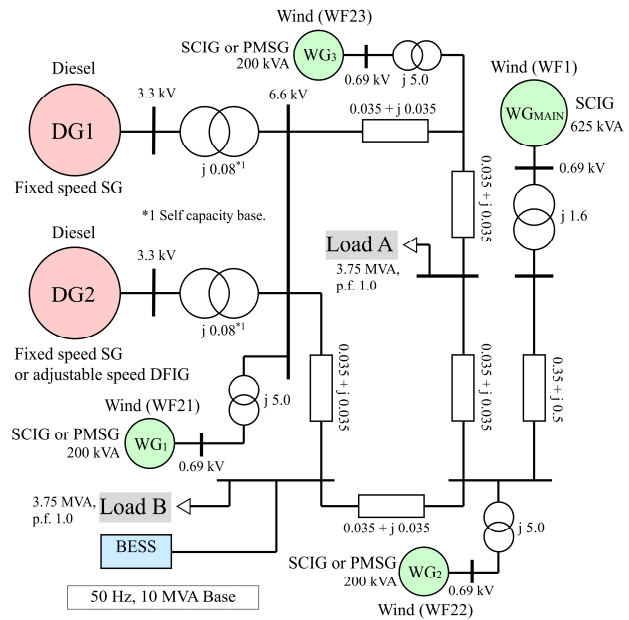 Wind (WF23)
SCIG or PMSG
200 kVA
WG3
0.69 kV
j 5.0
Wind (WF1)
WGMAIN
SCIG
625 kVA
0.69 kV
j 1.6
Diesel
DG1
Fixed speed SG
3.3 kV
j 0.08*1
6.6 kV
0.035 + j 0.035
0.035 + j 0.035
*1 Self capacity base.
Diesel
DG2
Fixed speed SG
or adjustable speed DFIG
3.3 kV
j 0.08*1
Load A
3.75 MVA,
p.f. 1.0
0.035 + j 0.035
0.035 + j 0.035
0.35 + j 0.5
j 5.0
Wind (WF21)
SCIG or PMSG
200 kVA
WG1
0.69 kV
3.75 MVA,
p.f. 1.0
Load B
BESS
0.035 + j 0.035
j 5.0
SCIG or PMSG
200 kVA
WG2
0.69 kV
Wind (WF22)
50 Hz, 10 MVA Base